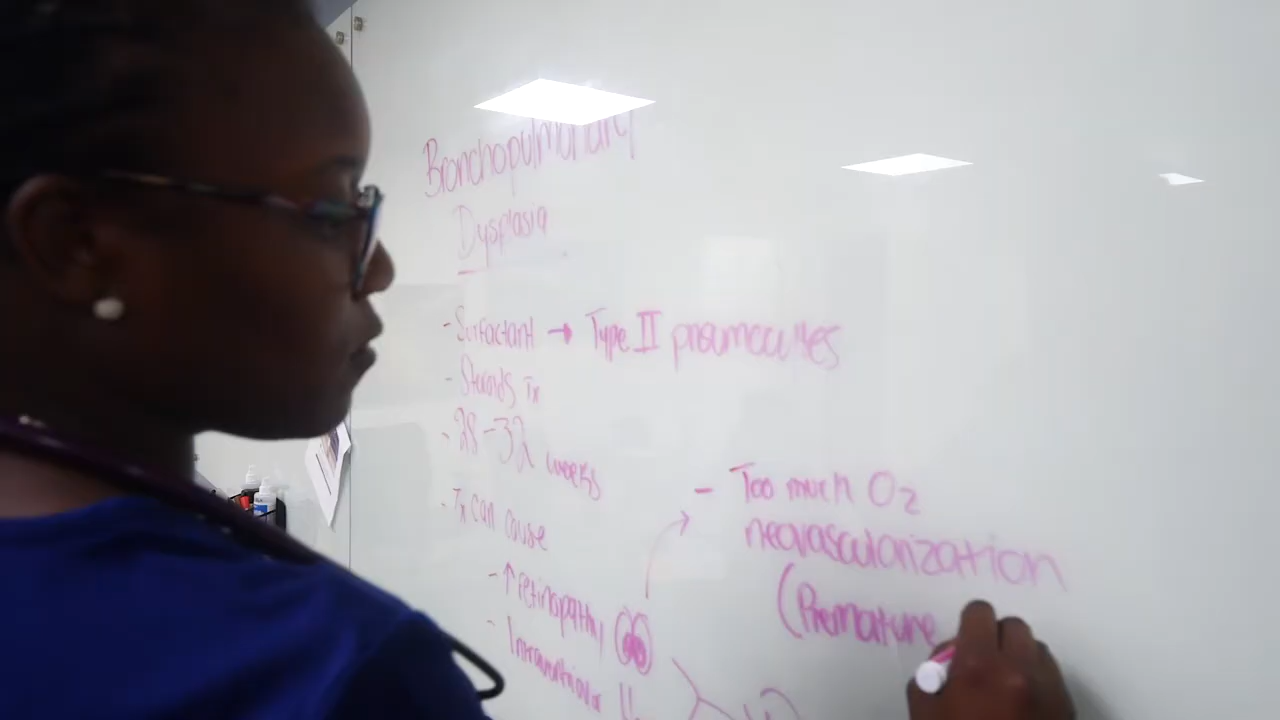 Bronchopulmonary
Dysplasia
- Surfactant → Type II pneumocytes
- Steroids Tx
- 28-32 weeks
- Tx can cause
- ↑ retinopathy
- Intraventricular
- Too much O2
neovascularization
(Premature